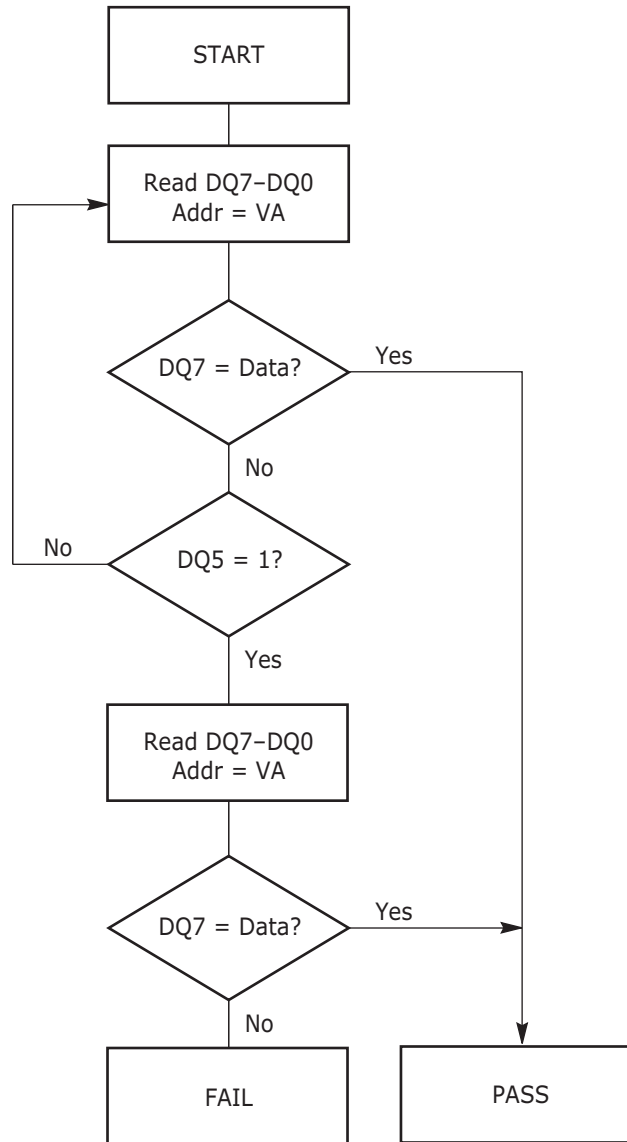 START
Read DQ7–DQ0
Addr = VA
DQ7 = Data?
Yes
No
No
DQ5 = 1?
Yes
Read DQ7–DQ0
Addr = VA
DQ7 = Data?
Yes
No
FAIL
PASS